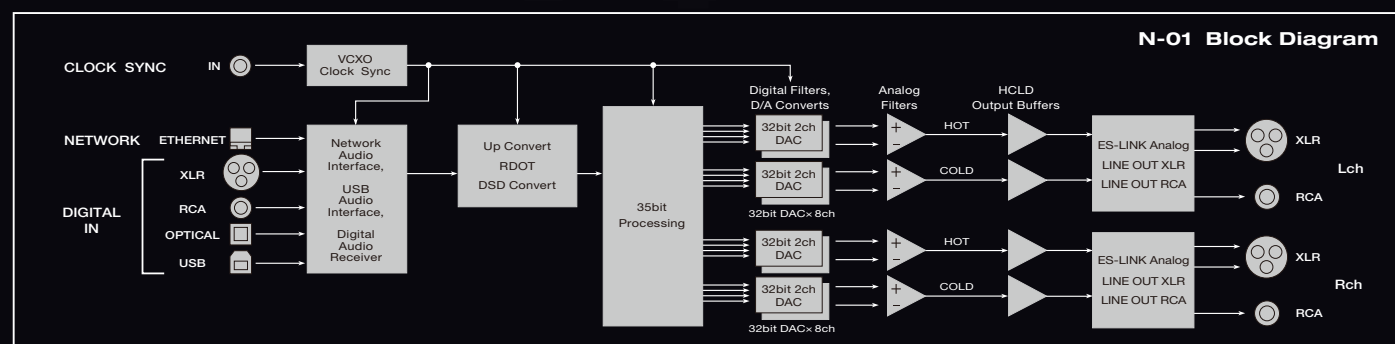 N-01 Block Diagram
CLOCK SYNC
IN
VCXO
Clock Sync
NETWORK
ETHERNET
DIGITAL
IN
XLR
RCA
OPTICAL
USB
Network
Audio
Interface,
USB
Audio
Interface,
Digital
Audio
Receiver
Up Convert
RDOT
DSD Convert
35bit
Processing
Digital Filters,
D/A Converts
Analog
Filters
HCLD
Output Buffers
32bit 2ch
DAC
+
−
HOT
32bit 2ch
DAC
+
−
COLD
32bit DAC×8ch
ES-LINK Analog
LINE OUT XLR
LINE OUT RCA
XLR
Lch
RCA
32bit 2ch
DAC
+
−
HOT
32bit 2ch
DAC
+
−
COLD
32bit DAC×8ch
ES-LINK Analog
LINE OUT XLR
LINE OUT RCA
XLR
Rch
RCA